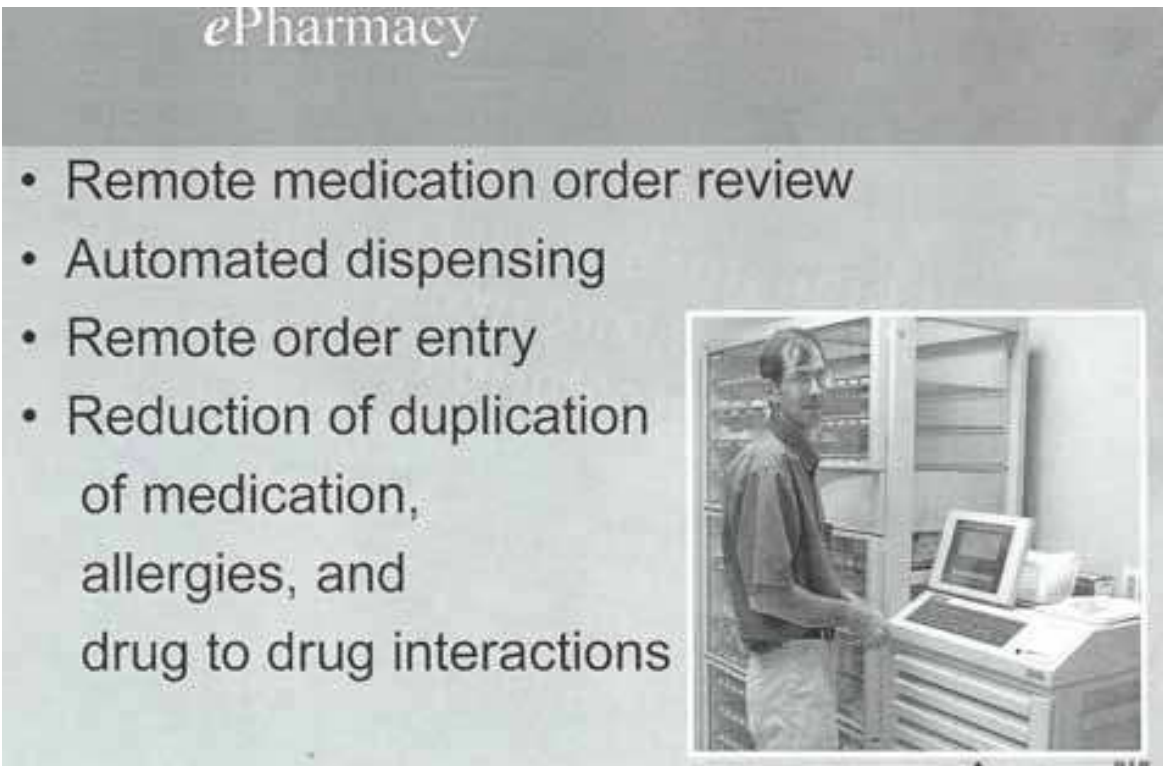 ePharmacy
• Remote medication order review
• Automated dispensing
• Remote order entry
• Reduction of duplication
of medication,
allergies, and
drug to drug interactions